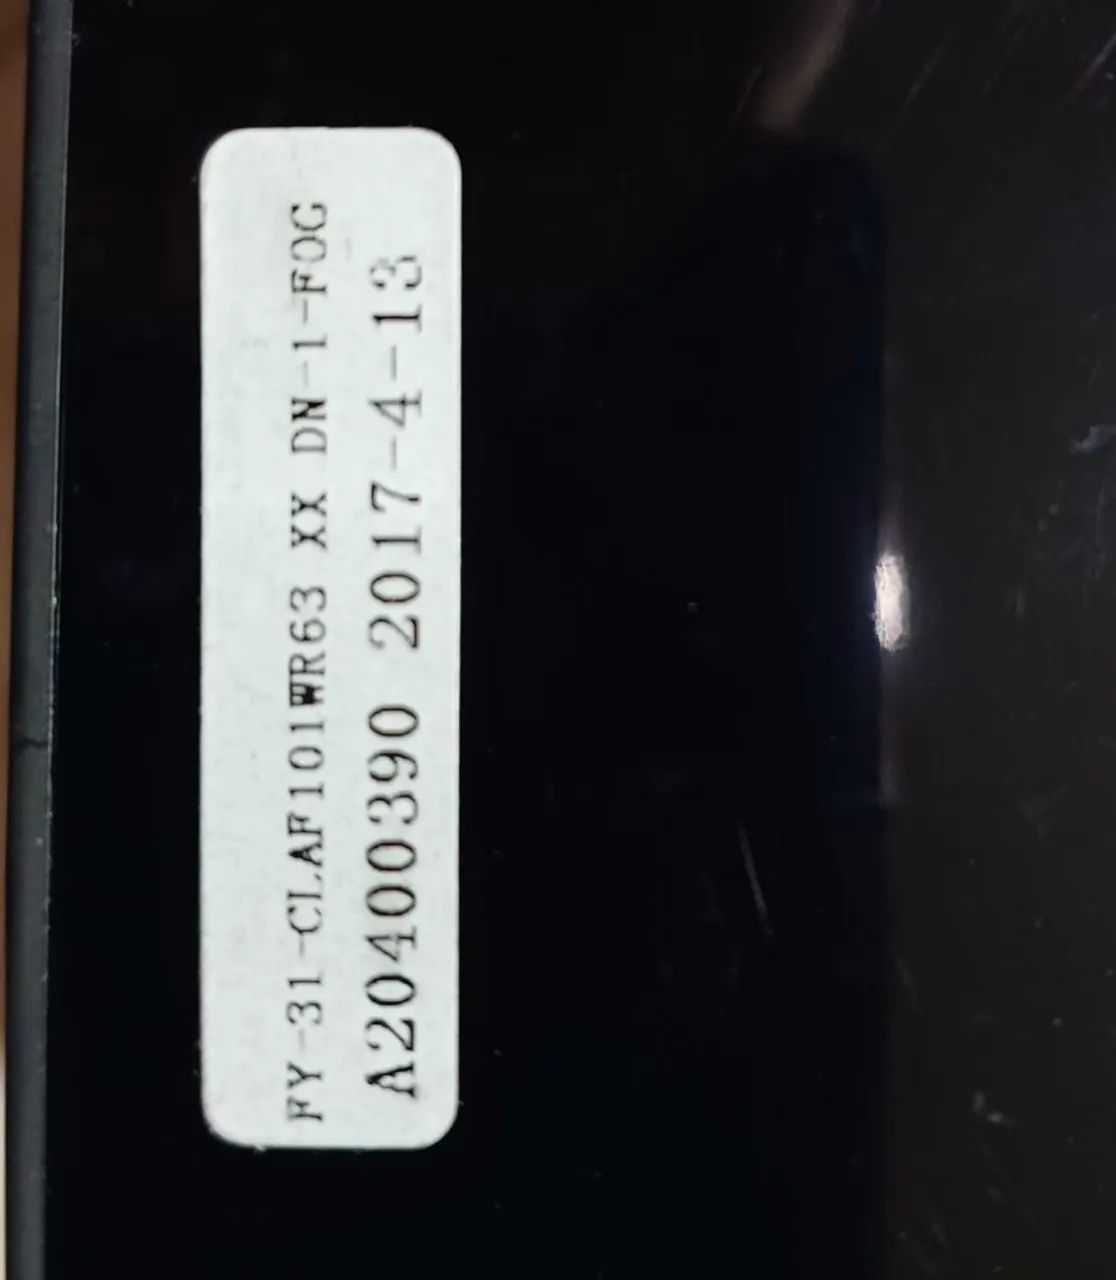 FY-31-CLAF101WR63 XX DN-1-FOG
A20400390 2017-4-13